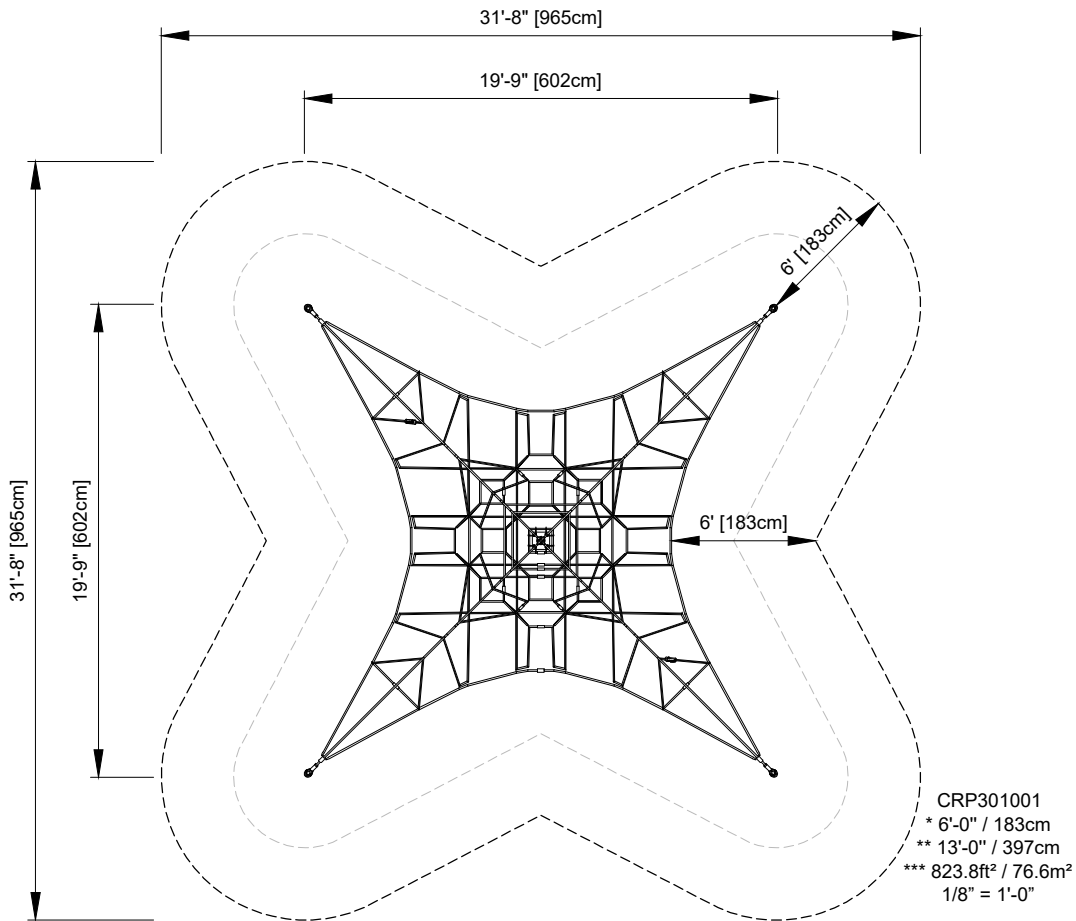 31'-8" [965cm]
19'-9" [602cm]
6' [183cm]
31'-8" [965cm]
19'-9" [602cm]
6' [183cm]
CRP301001
* 6'-0" / 183cm
** 13'-0" / 397cm
*** 823.8ft² / 76.6m²
1/8” = 1'-0”